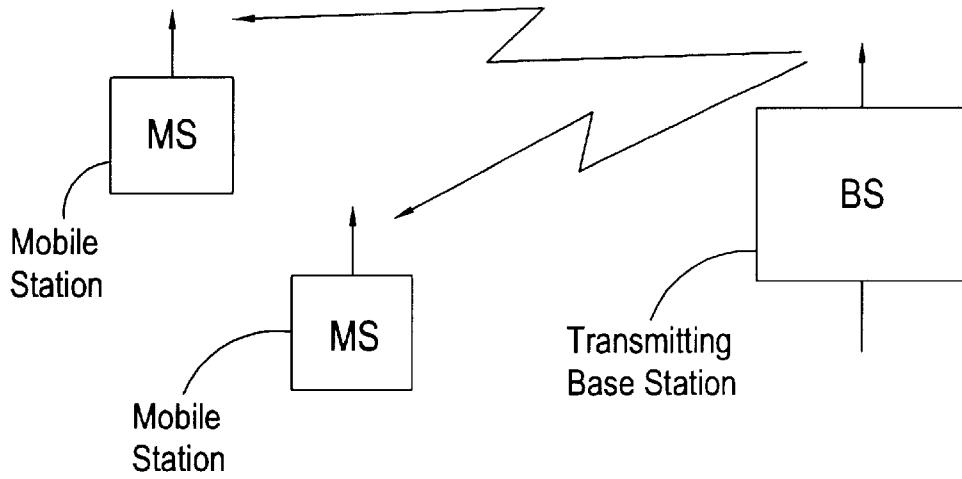 MS
Mobile
Station
MS
Mobile
Station
BS
Transmitting
Base Station